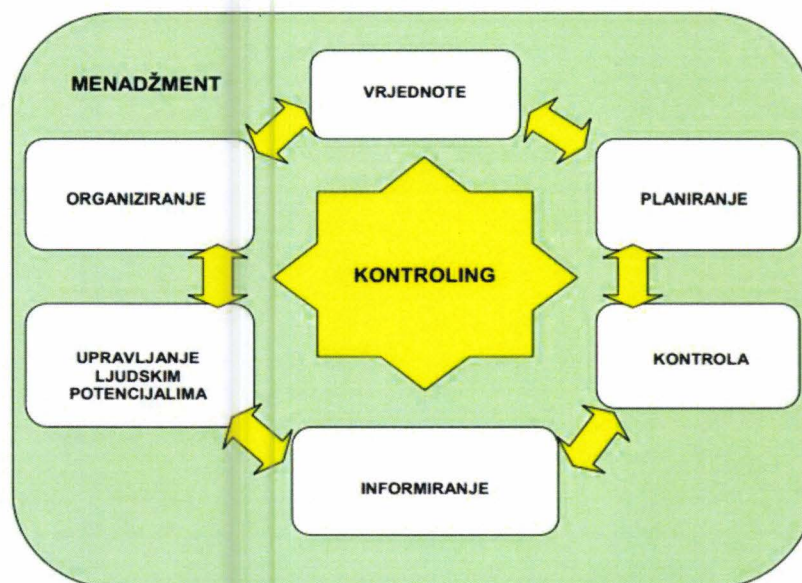 MENADŽMENT
VRJEDNOTE
ORGANIZIRANJE
PLANIRANJE
KONTROLING
UPRAVLJANJE
LJUDSKIM
POTENCIJALIMA
KONTROLA
INFORMIRANJE